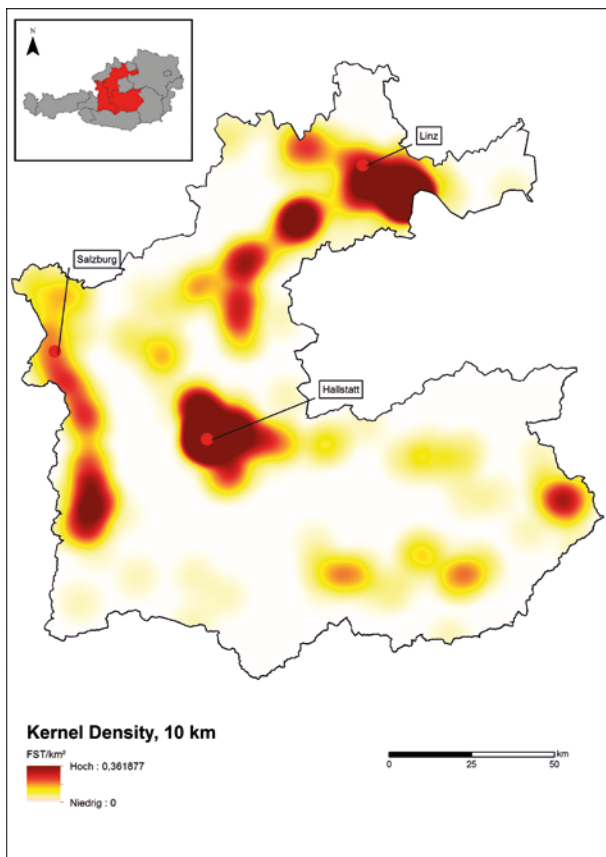 N
Linz
Salzburg
Hallstatt
Kernel Density, 10 km
FST/km²
Hoch : 0,361877
Niedrig : 0
km
0 25 50